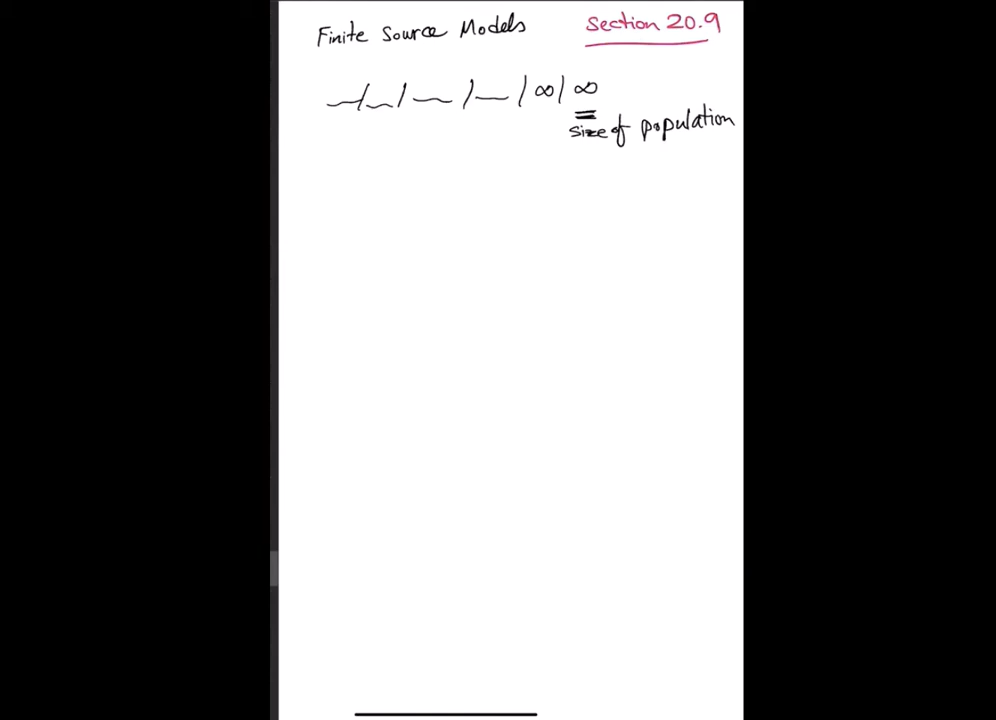 Finite Source Models Section 20.9
_/_/_/_/∞/∞
size of population